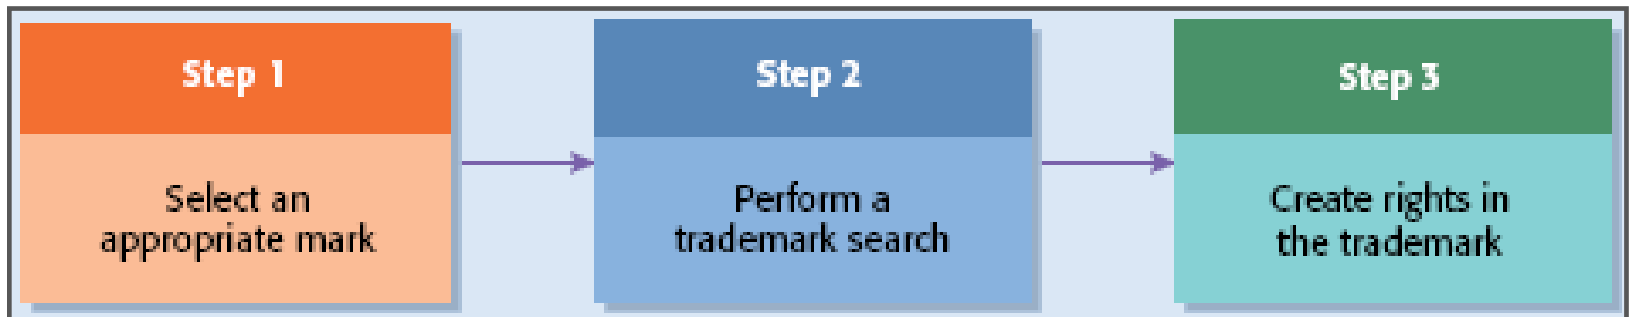 Step 1
Select an
appropriate mark
Step 2
Perform a
trademark search
Step 3
Create rights in
the trademark